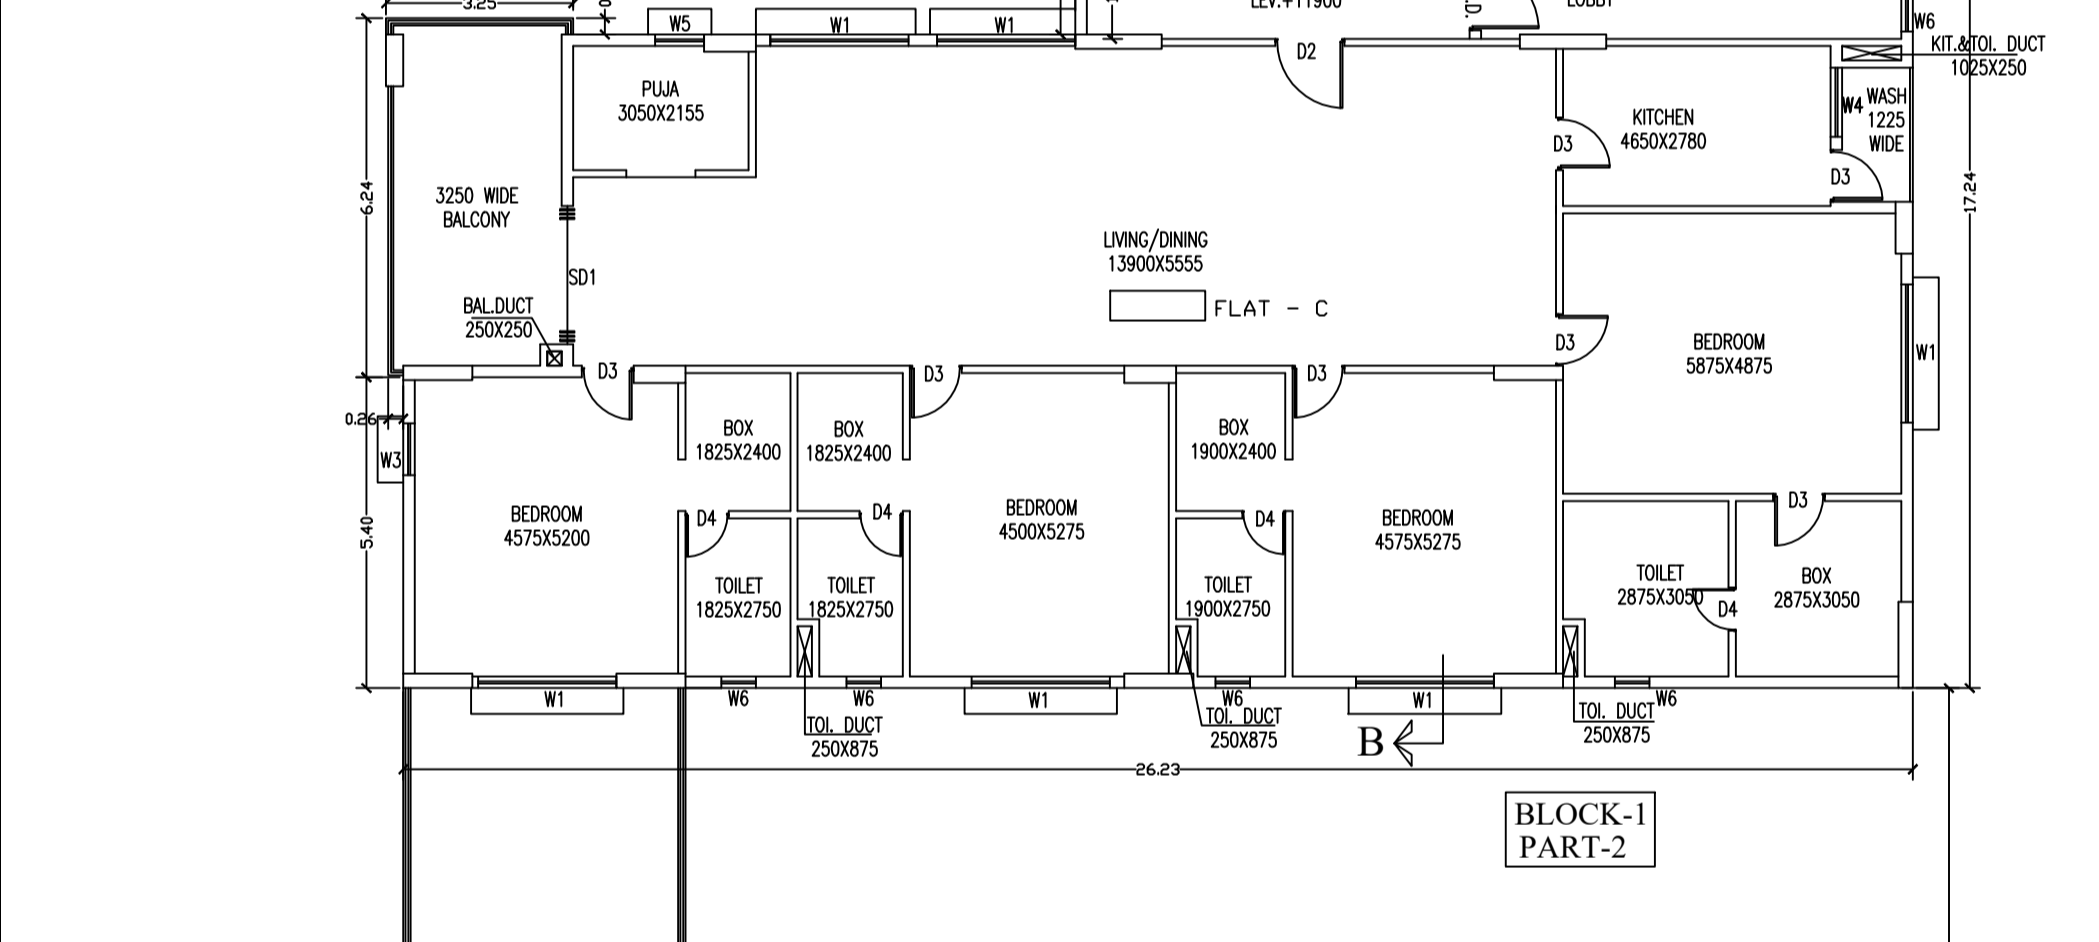 3.25
LEV.+11900
LOBBY
W5
W1
W1
D2
W6
KIT.&TOI. DUCT
1025X250
PUJA
3050X2155
KITCHEN
4650X2780
W4
WASH
1225
WIDE
D3
D3
6.24
17.24
3250 WIDE
BALCONY
LIVING/DINING
13900X5555
SD1
BAL.DUCT
250X250
FLAT - C
D3
BEDROOM
5875X4875
W1
D3
D3
D3
0.26
W3
BOX
1825X2400
BOX
1825X2400
BOX
1900X2400
D3
5.40
BEDROOM
4575X5200
D4
D4
BEDROOM
4500X5275
D4
BEDROOM
4575X5275
TOILET
1825X2750
TOILET
1825X2750
TOILET
1900X2750
TOILET
2875X3050
D4
BOX
2875X3050
W1
W6
W6
W1
W6
W1
W6
TOI. DUCT
250X875
TOI. DUCT
250X875
TOI. DUCT
250X875
B
26.23
BLOCK-1
PART-2